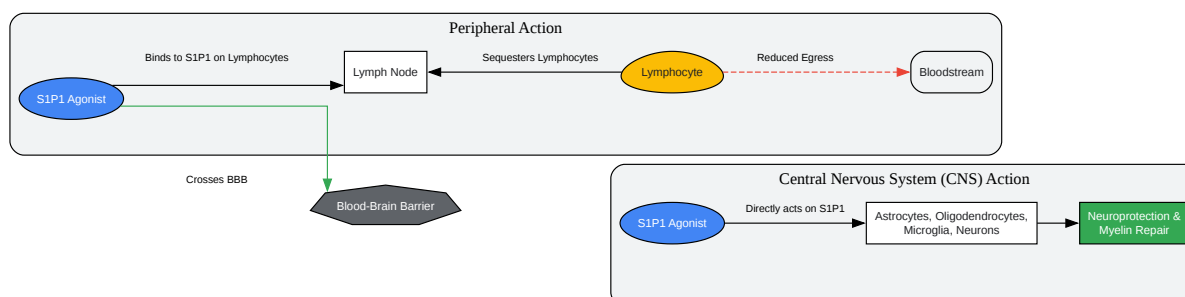 Peripheral Action
Binds to S1P1 on Lymphocytes
Sequesters Lymphocytes
Reduced Egress
S1P1 Agonist
Lymph Node
Lymphocyte
Bloodstream
Crosses BBB
Blood-Brain Barrier
Central Nervous System (CNS) Action
S1P1 Agonist
Directly acts on S1P1
Astrocytes, Oligodendrocytes,
Microglia, Neurons
Neuroprotection &
Myelin Repair